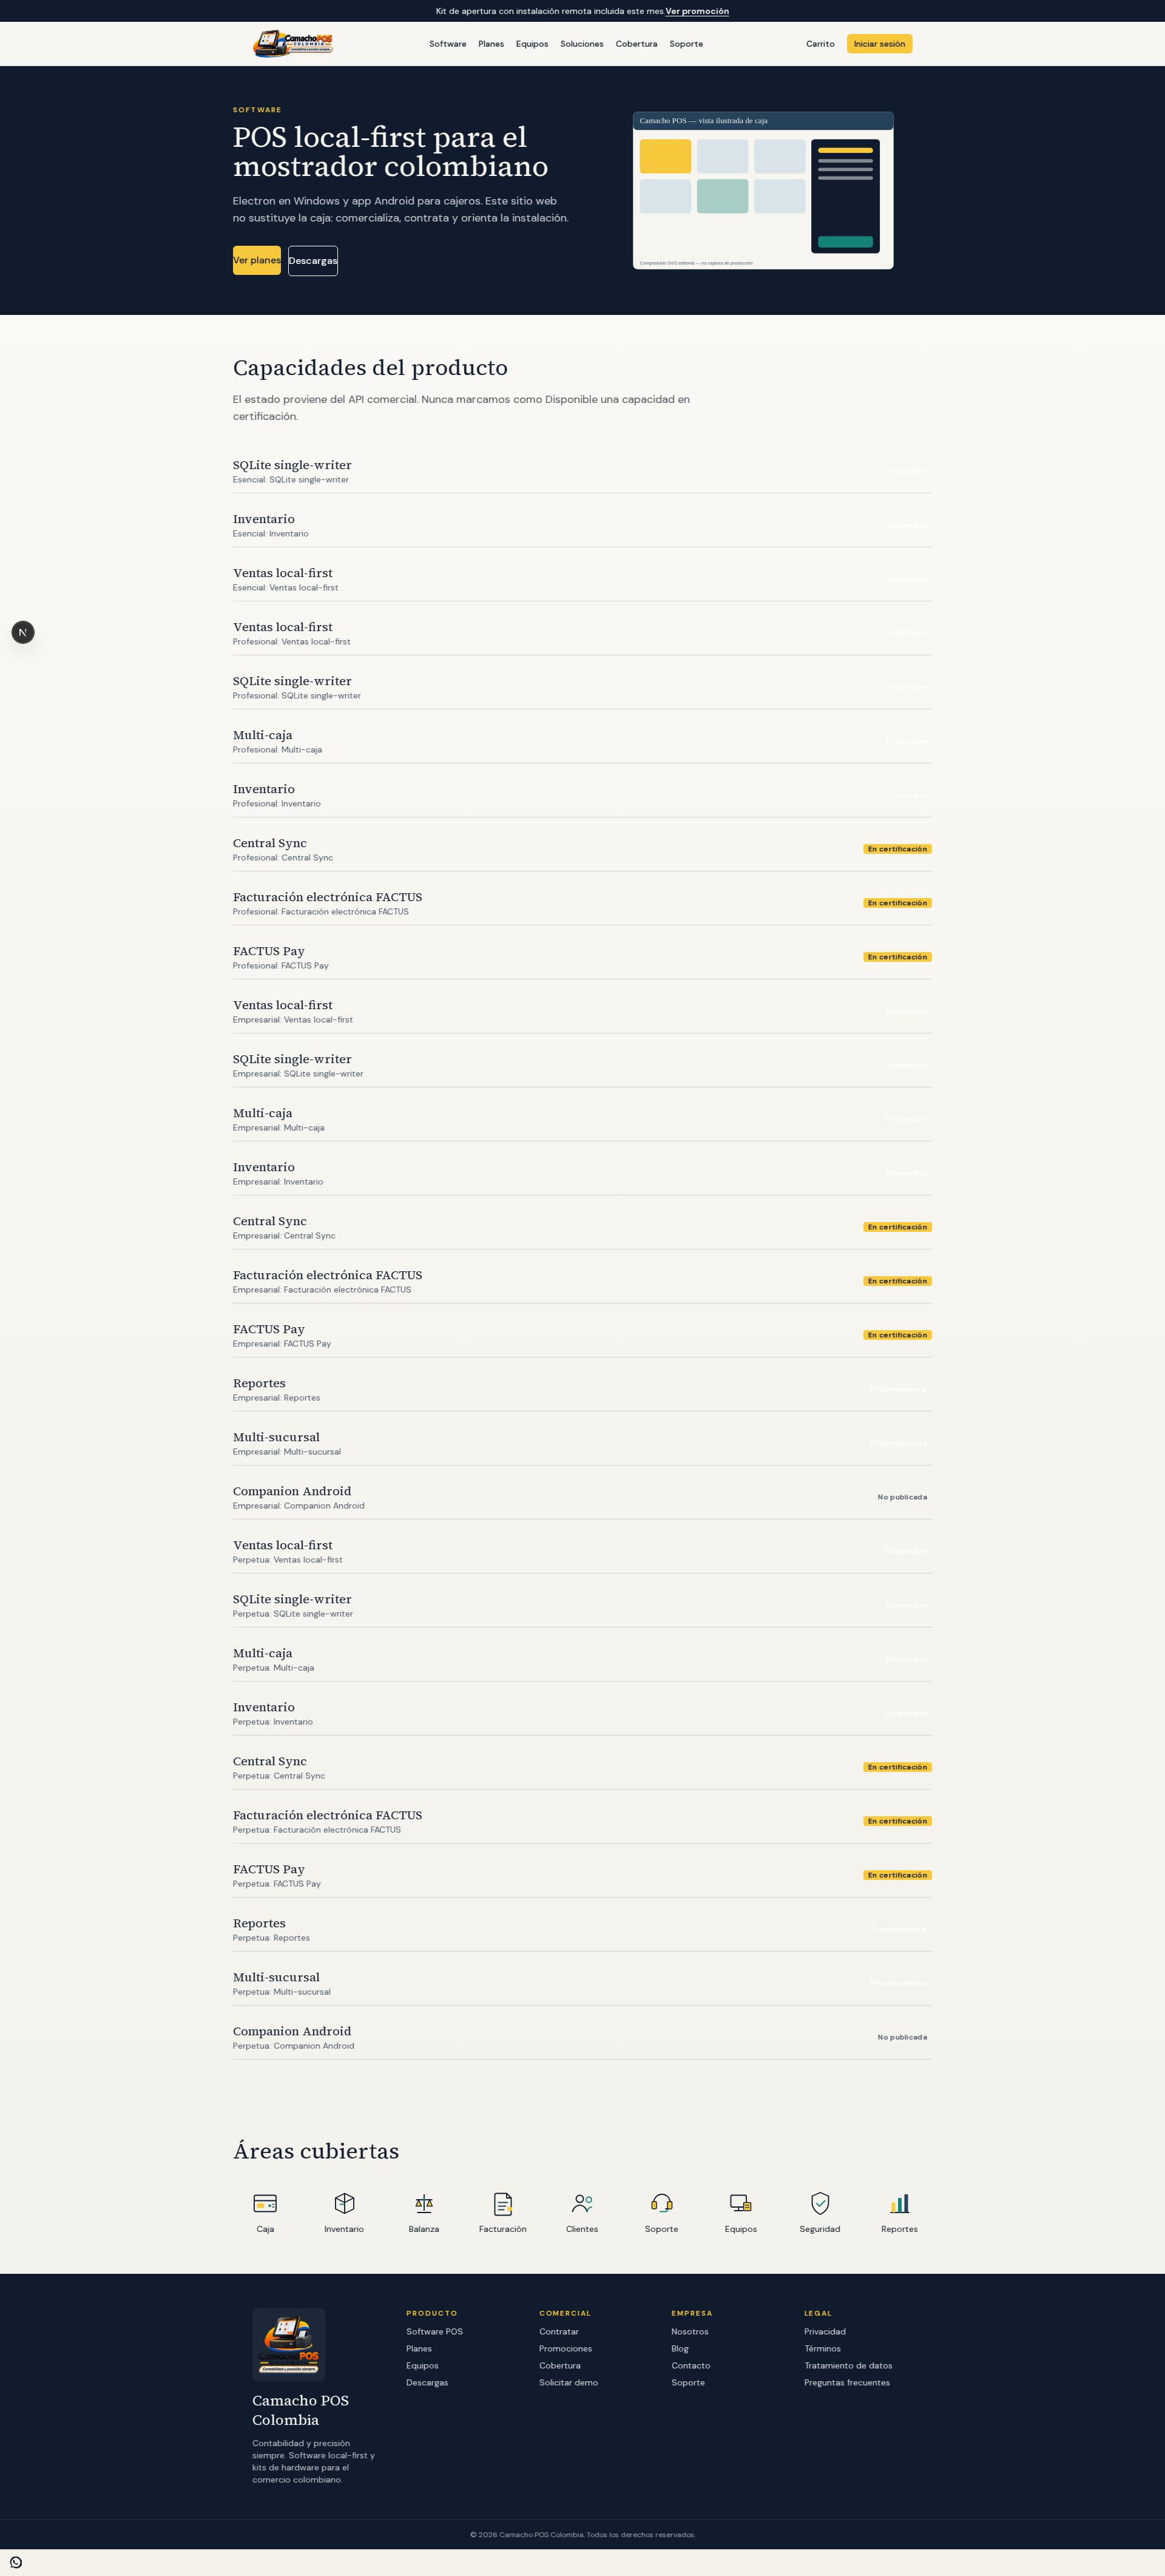 Kit de apertura con instalación remota incluida este mes. Ver promoción
CamachoPOS
COLOMBIA
Software Planes Equipos Soluciones Cobertura Soporte Carrito Iniciar sesión
SOFTWARE
POS local-first para el
mostrador colombiano
Electron en Windows y app Android para cajeros. Este sitio web
no sustituye la caja: comercializa, contrata y orienta la instalación.
Ver planes Descargas
Camacho POS — vista ilustrada de caja
Composición SVG editorial — no captura de producción
Capacidades del producto
El estado proviene del API comercial. Nunca marcamos como Disponible una capacidad en
certificación.
SQLite single-writer
Esencial: SQLite single-writer
Inventario
Esencial: Inventario
Ventas local-first
Esencial: Ventas local-first
Ventas local-first
Profesional: Ventas local-first
SQLite single-writer
Profesional: SQLite single-writer
Multi-caja
Profesional: Multi-caja
Inventario
Profesional: Inventario
Central Sync
Profesional: Central Sync
En certificación
Facturación electrónica FACTUS
Profesional: Facturación electrónica FACTUS
En certificación
FACTUS Pay
Profesional: FACTUS Pay
En certificación
Ventas local-first
Empresarial: Ventas local-first
SQLite single-writer
Empresarial: SQLite single-writer
Multi-caja
Empresarial: Multi-caja
Inventario
Empresarial: Inventario
Central Sync
Empresarial: Central Sync
En certificación
Facturación electrónica FACTUS
Empresarial: Facturación electrónica FACTUS
En certificación
FACTUS Pay
Empresarial: FACTUS Pay
En certificación
Reportes
Empresarial: Reportes
Multi-sucursal
Empresarial: Multi-sucursal
Companion Android
Empresarial: Companion Android
No publicada
Ventas local-first
Perpetua: Ventas local-first
SQLite single-writer
Perpetua: SQLite single-writer
Multi-caja
Perpetua: Multi-caja
Inventario
Perpetua: Inventario
Central Sync
Perpetua: Central Sync
En certificación
Facturación electrónica FACTUS
Perpetua: Facturación electrónica FACTUS
En certificación
FACTUS Pay
Perpetua: FACTUS Pay
En certificación
Reportes
Perpetua: Reportes
Multi-sucursal
Perpetua: Multi-sucursal
Companion Android
Perpetua: Companion Android
No publicada
Áreas cubiertas
Caja Inventario Balanza Facturación Clientes Soporte Equipos Seguridad Reportes
CamachoPOS
COLOMBIA
Contabilidad y precisión siempre.
Camacho POS
Colombia
Contabilidad y precisión
siempre. Software local-first y
kits de hardware para el
comercio colombiano.
PRODUCTO
Software POS
Planes
Equipos
Descargas
COMERCIAL
Contratar
Promociones
Cobertura
Solicitar demo
EMPRESA
Nosotros
Blog
Contacto
Soporte
LEGAL
Privacidad
Términos
Tratamiento de datos
Preguntas frecuentes
© 2026 Camacho POS Colombia. Todos los derechos reservados.